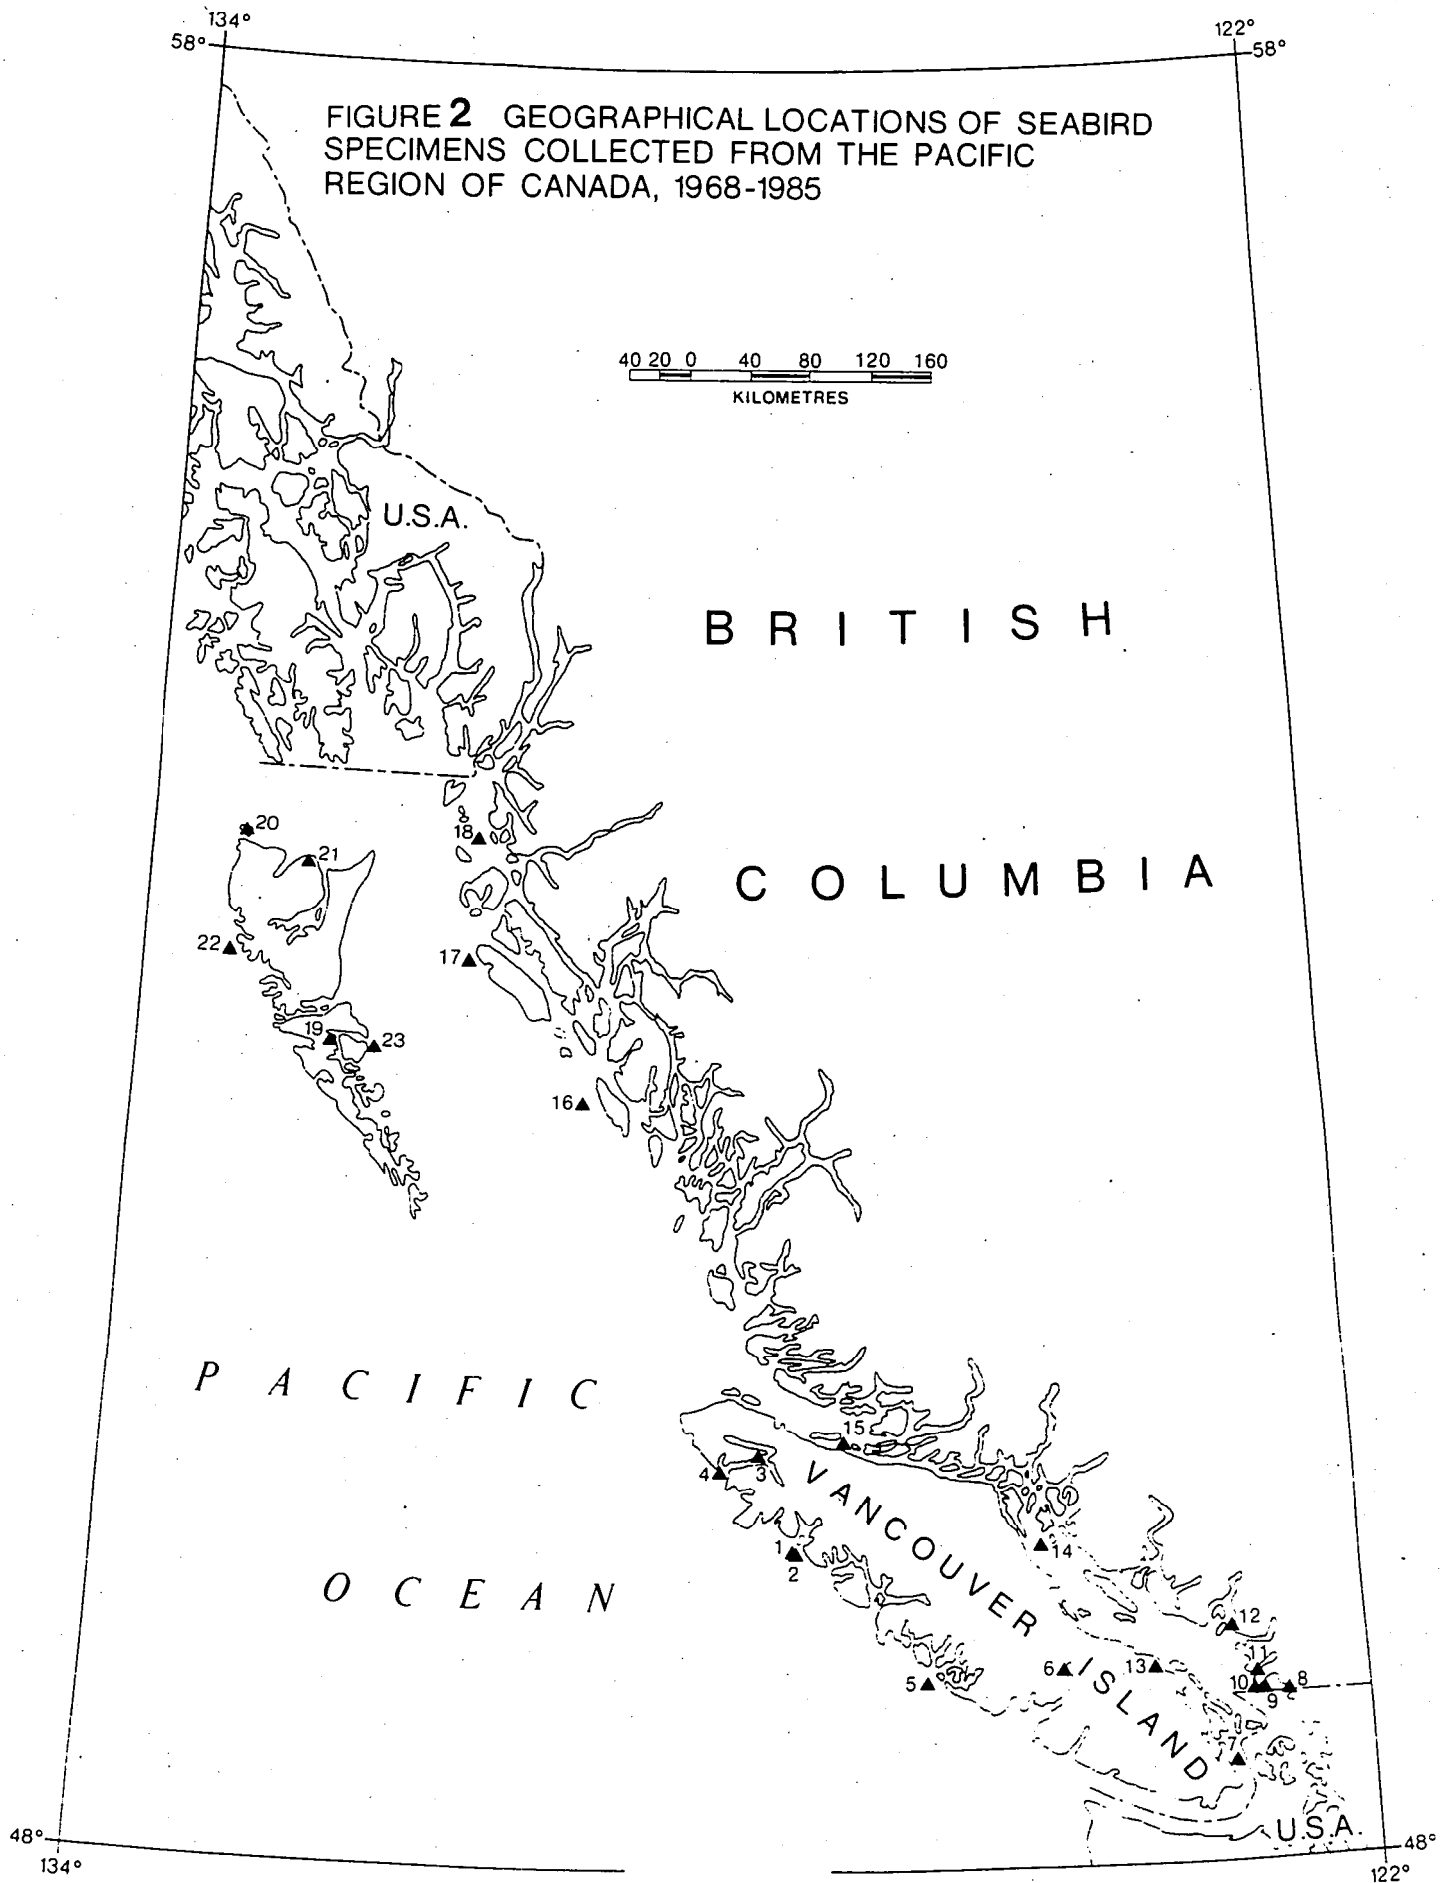 134°
122°
58°
58°
FIGURE 2 GEOGRAPHICAL LOCATIONS OF SEABIRD
SPECIMENS COLLECTED FROM THE PACIFIC
REGION OF CANADA, 1968-1985
40 20 0 40 80 120 160
KILOMETRES
U.S.A.
BRITISH
20
18
21
COLUMBIA
22
17
19
23
16
PACIFIC
15
4
3
VANCOUVER
1
14
2
OCEAN
12
6
13
11
5
10
8
9
ISLAND
7
U.S.A.
48°
48°
134°
122°